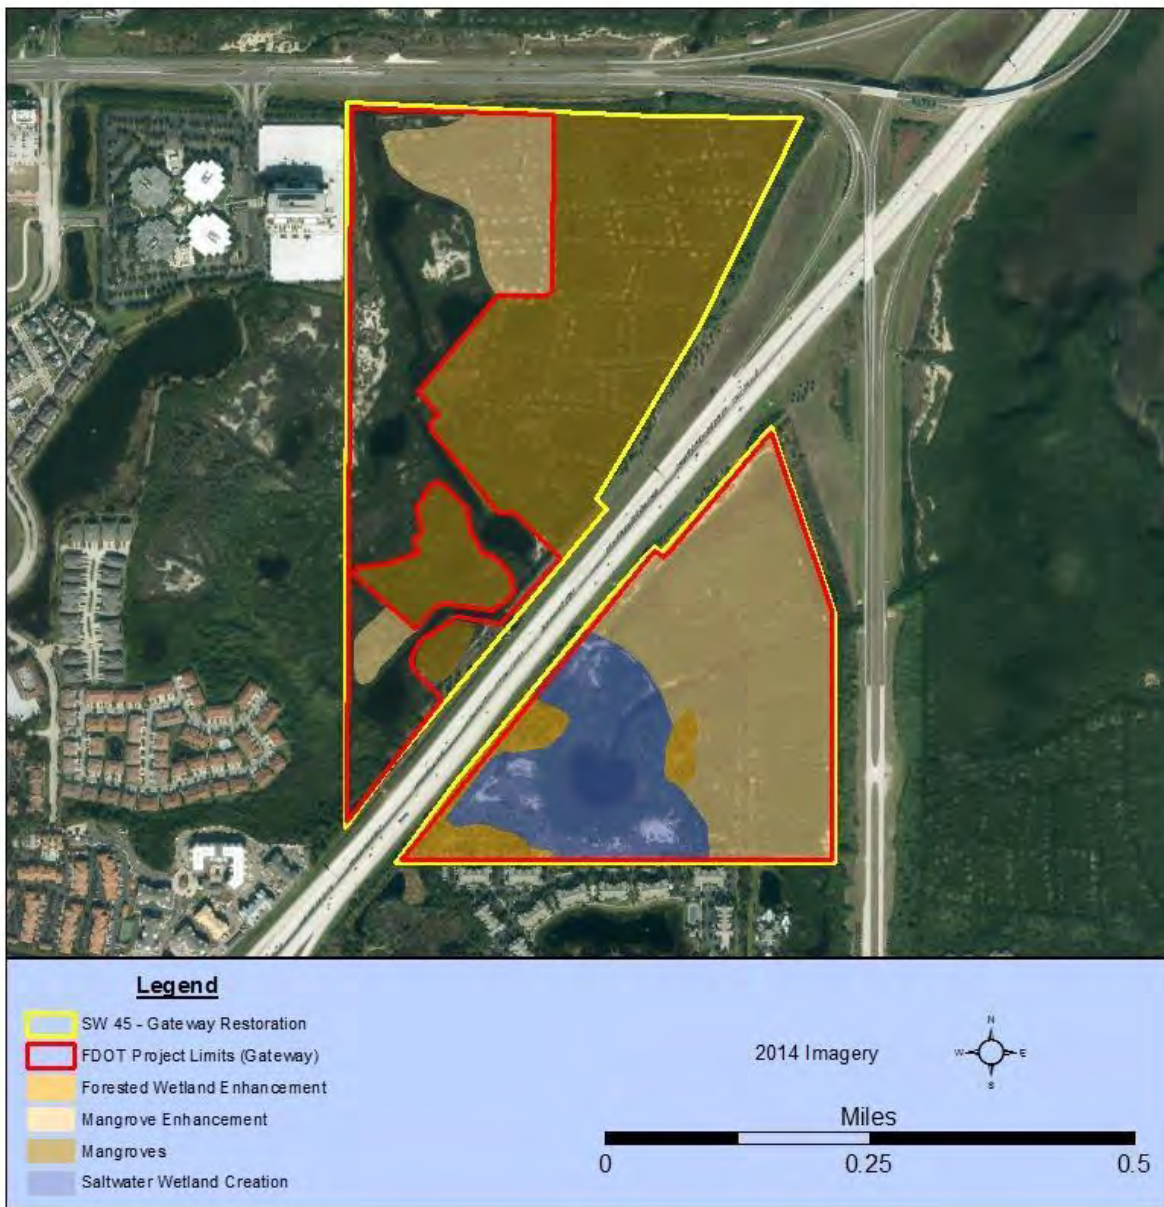 Legend
SW 45 - Gateway Restoration
FDOT Project Limits (Gateway)
Forested Wetland Enhancement
Mangrove Enhancement
Mangroves
Saltwater Wetland Creation
2014 Imagery
N
W E
S
Miles
0 0.25 0.5